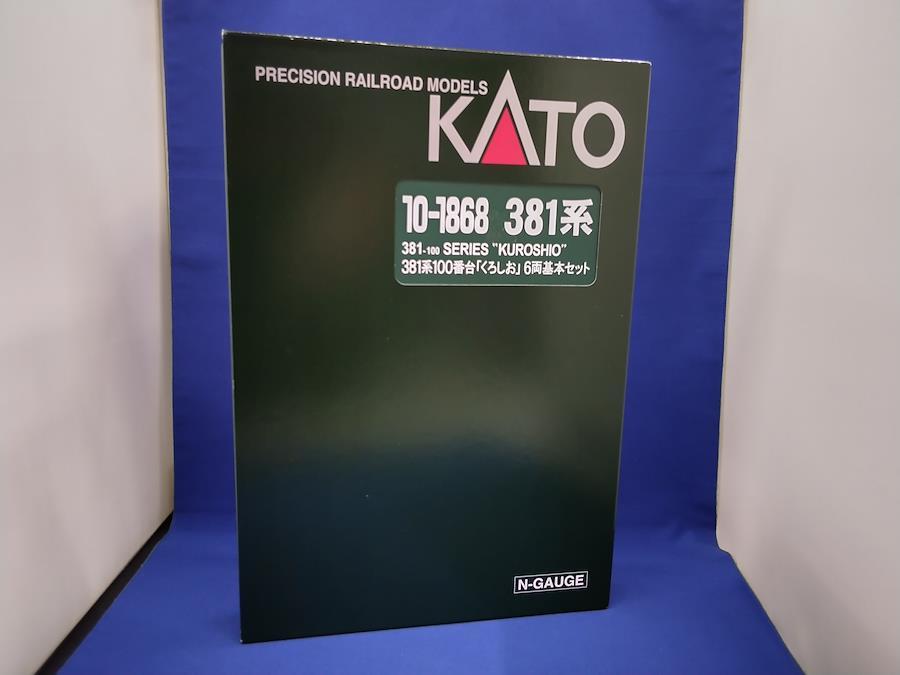 PRECISION RAILROAD MODELS
KATO
10-1868 381系
381-100 SERIES "KUROSHIO"
381系100番台「くろしお」6両基本セット
N-GAUGE